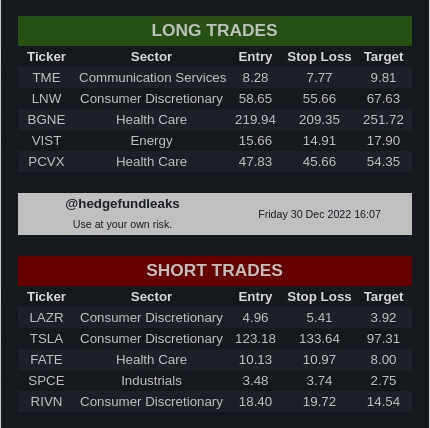 LONG TRADES
Ticker Sector Entry Stop Loss Target
TME Communication Services 8.28 7.77 9.81
LNW Consumer Discretionary 58.65 55.66 67.63
BGNE Health Care 219.94 209.35 251.72
VIST Energy 15.66 14.91 17.90
PCVX Health Care 47.83 45.66 54.35
@hedgefundleaks
Use at your own risk.
Friday 30 Dec 2022 16:07
SHORT TRADES
Ticker Sector Entry Stop Loss Target
LAZR Consumer Discretionary 4.96 5.41 3.92
TSLA Consumer Discretionary 123.18 133.64 97.31
FATE Health Care 10.13 10.97 8.00
SPCE Industrials 3.48 3.74 2.75
RIVN Consumer Discretionary 18.40 19.72 14.54